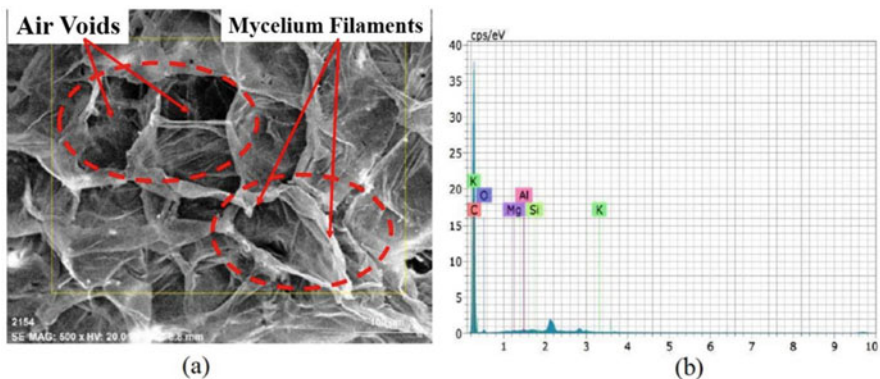 Air Voids
Mycelium Filaments
2154
SE MAG: 500 x HV: 20.0
mm
(a)
cps/eV
40
35
30
25
20
15
10
5
0
K
O
Al
C
Mg
Si
K
1 2 3 4 5 6 7 8 9 10
(b)